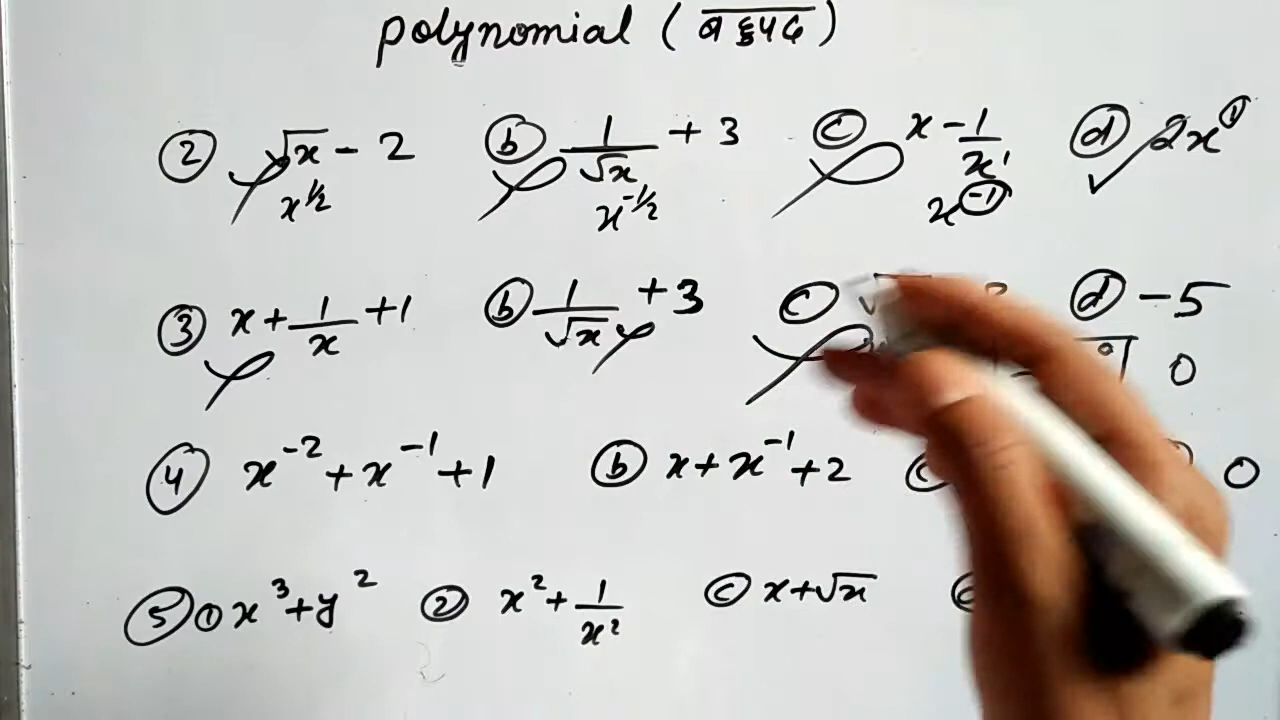 polynomial (बहुपद)
② √x - 2 ⓑ 1/√x + 3 ⓒ x - 1/x¹ ⓓ 2x¹
x^1/2 x^-1/2 x^-1
③ x + 1/x + 1 ⓑ 1/√x + 3 ⓒ ⓓ -5
0
④ x^-2 + x^-1 + 1 ⓑ x + x^-1 + 2 ⓒ 0
⑤ ① x³ + y² ② x² + 1/x² ⓒ x + √x